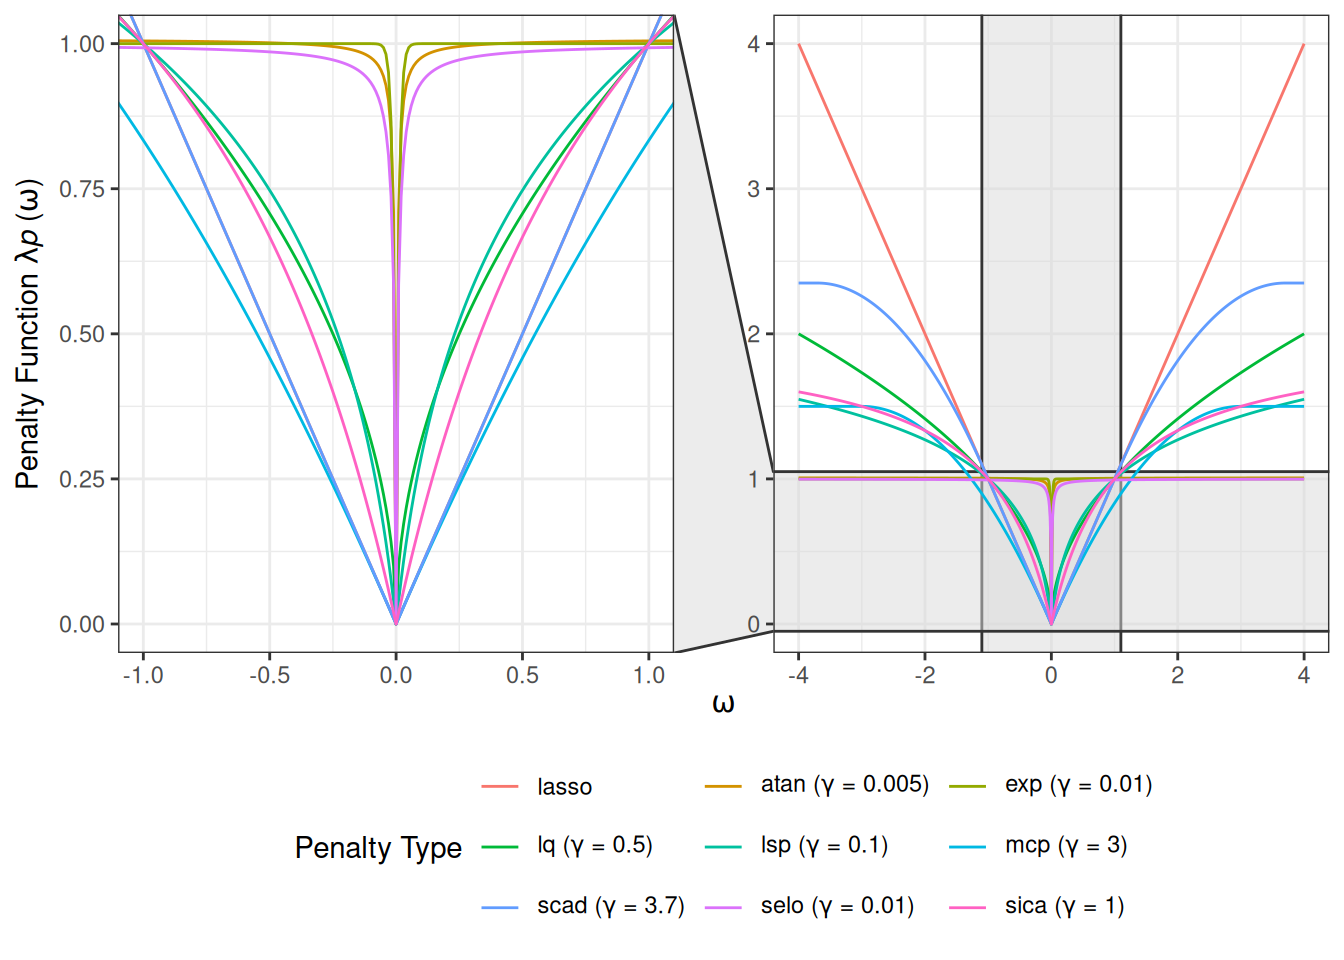 Penalty Function λp (ω)
1.00
0.75
0.50
0.25
0.00
-1.0 -0.5 0.0 0.5 1.0
4
3
2
1
0
-4 -2 0 2 4
ω
Penalty Type
lasso atan (γ = 0.005) exp (γ = 0.01)
lq (γ = 0.5) lsp (γ = 0.1) mcp (γ = 3)
scad (γ = 3.7) selo (γ = 0.01) sica (γ = 1)